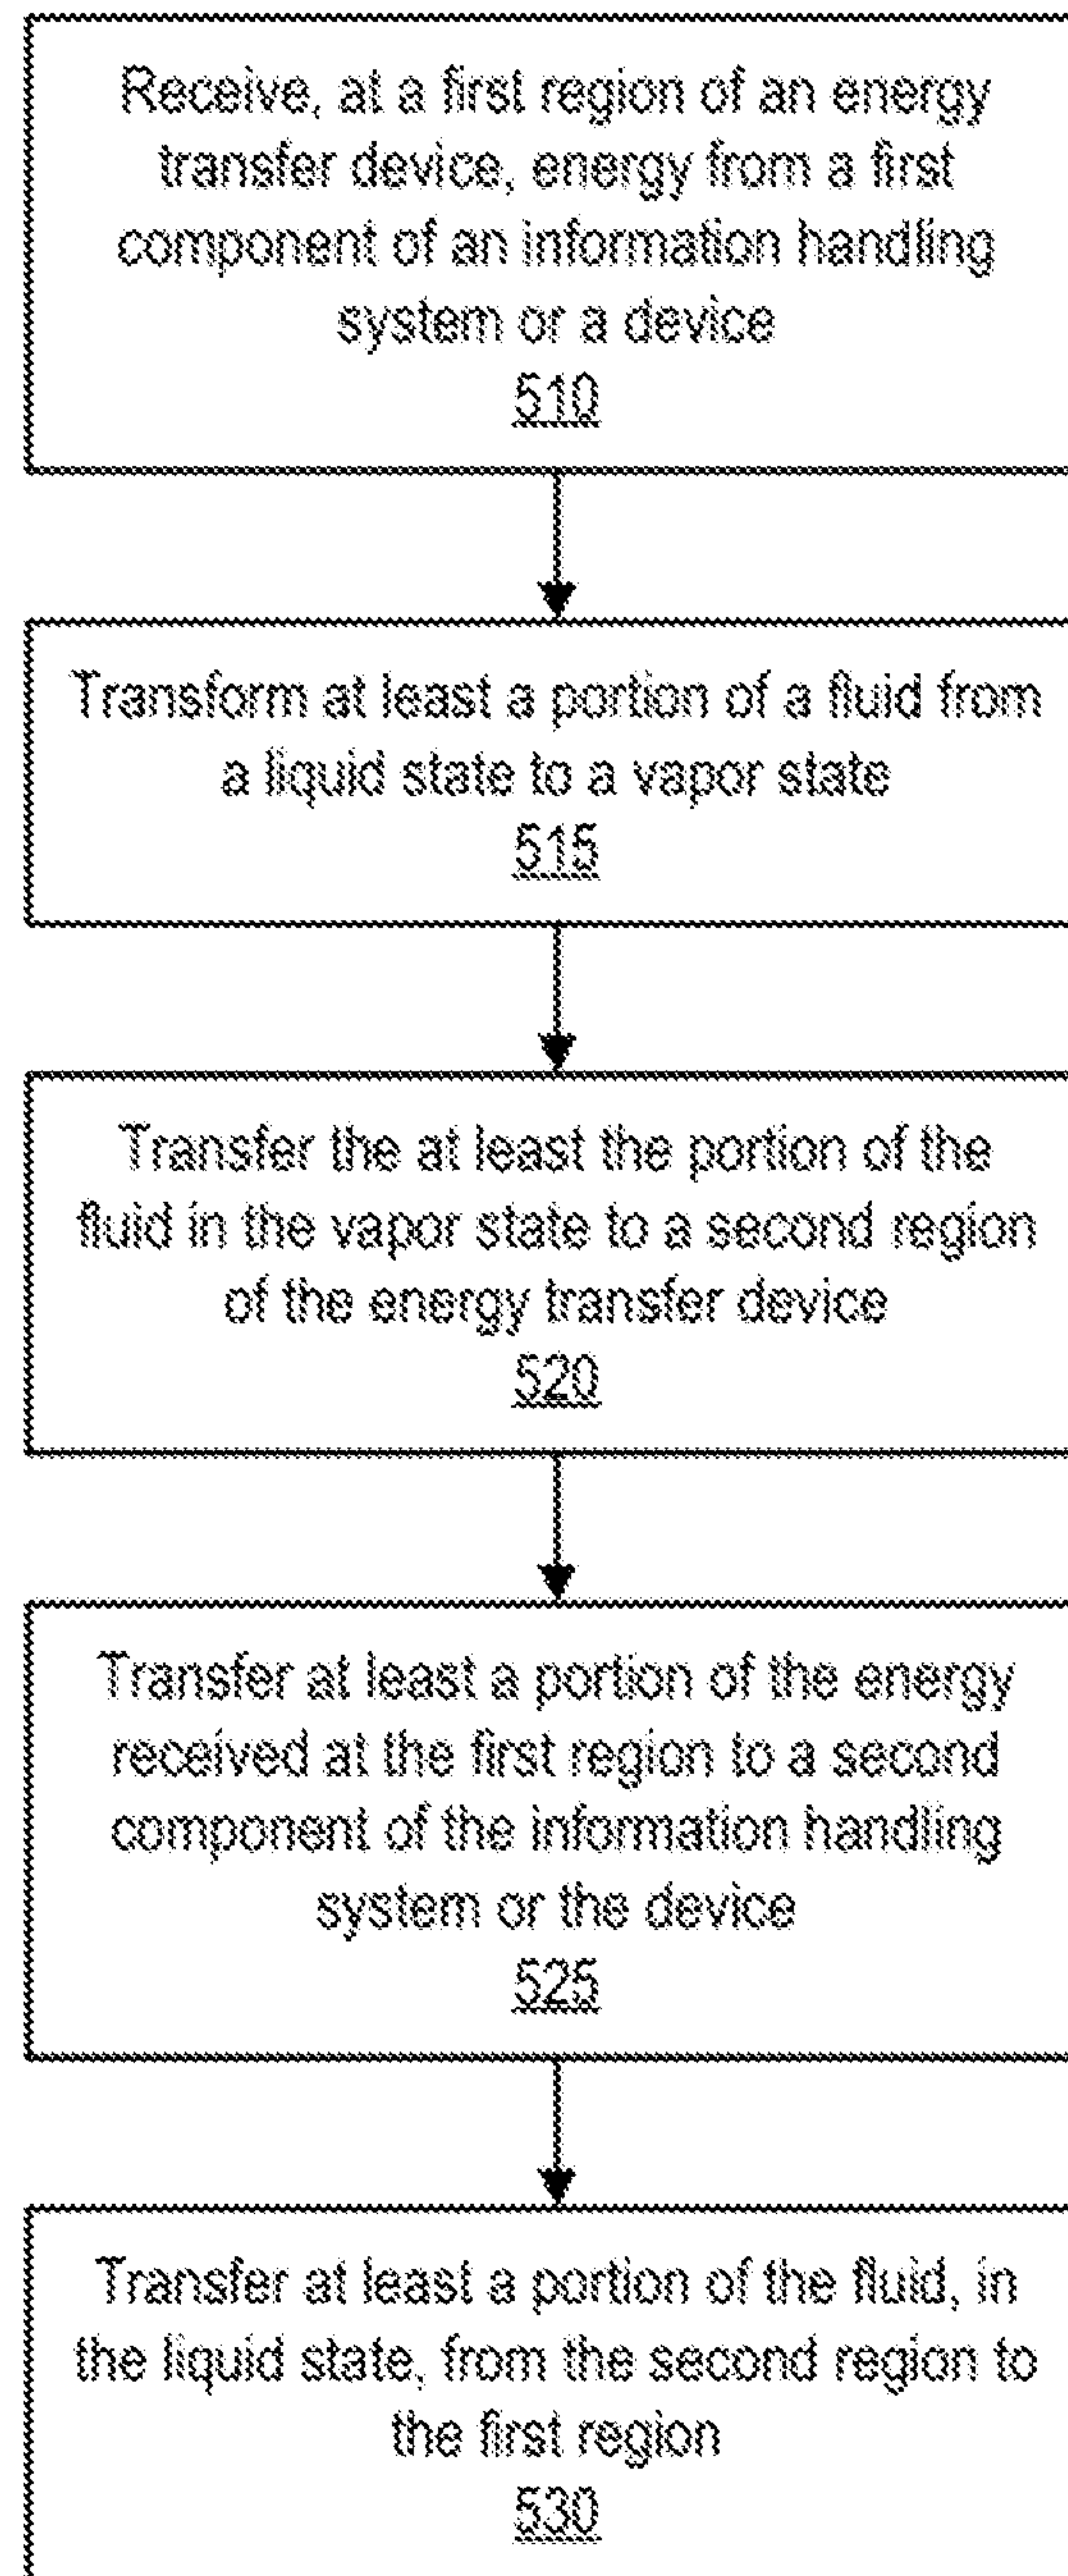 Receive, at a first region of an energy
transfer device, energy from a first
component of an information handling
system or a device
510
Transform at least a portion of a fluid from
a liquid state to a vapor state
515
Transfer the at least the portion of the
fluid in the vapor state to a second region
of the energy transfer device
520
Transfer at least a portion of the energy
received at the first region to a second
component of the information handling
system or the device
525
Transfer at least a portion of the fluid, in
the liquid state, from the second region to
the first region
530